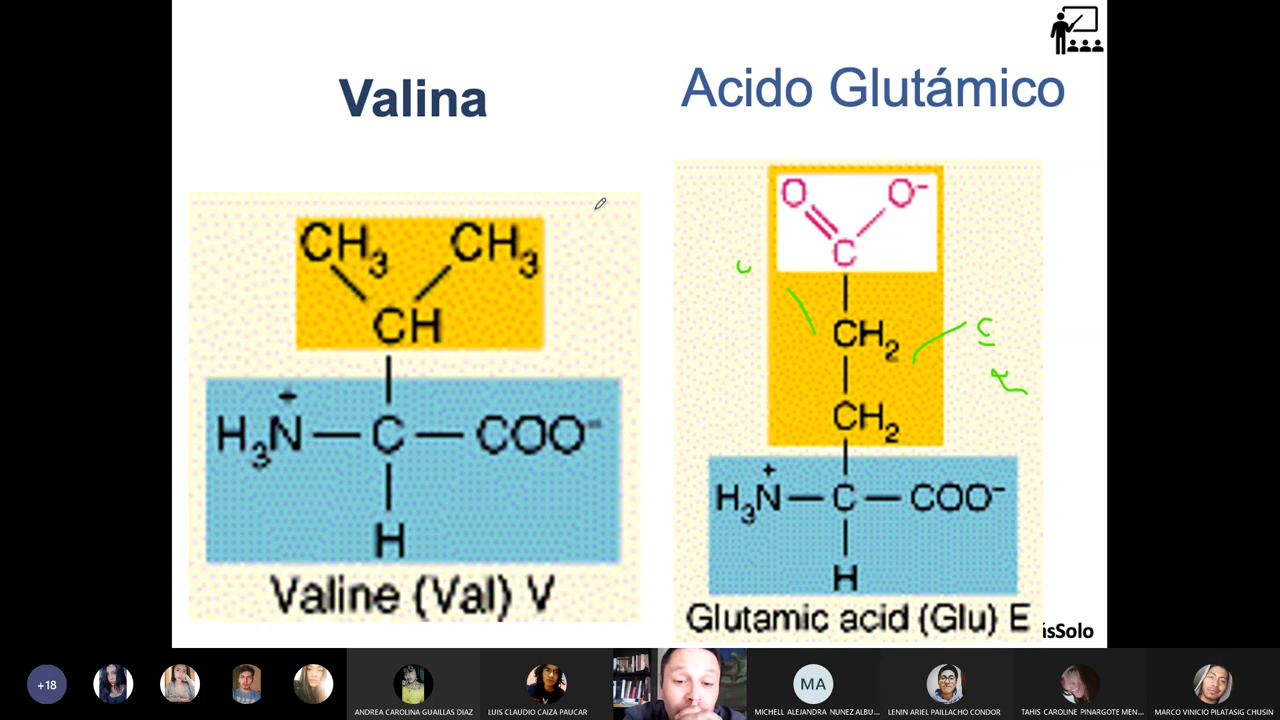 Valina
Acido Glutámico
CH3 CH3
CH
+
H3N — C — COO-
H
Valine (Val) V
O O-
C
CH2
CH2
+
H3N — C — COO-
H
Glutamic acid (Glu) E
ísSolo
+18
ANDREA CAROLINA GUAILLAS DIAZ
LUIS CLAUDIO CAIZA PAUCAR
MA
MICHELL ALEJANDRA NUNEZ ALBU...
LENIN ARIEL PAILLACHO CONDOR
TAHIS CAROLINE PINARGOTE MEN...
MARCO VINICIO PILATASIG CHUSIN